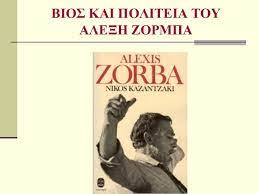 ΒΙΟΣ ΚΑΙ ΠΟΛΙΤΕΙΑ ΤΟΥ
ΑΛΕΞΗ ΖΟΡΜΠΑ
ALEXIS
ZORBA
NIKOS KAZANTZAKI